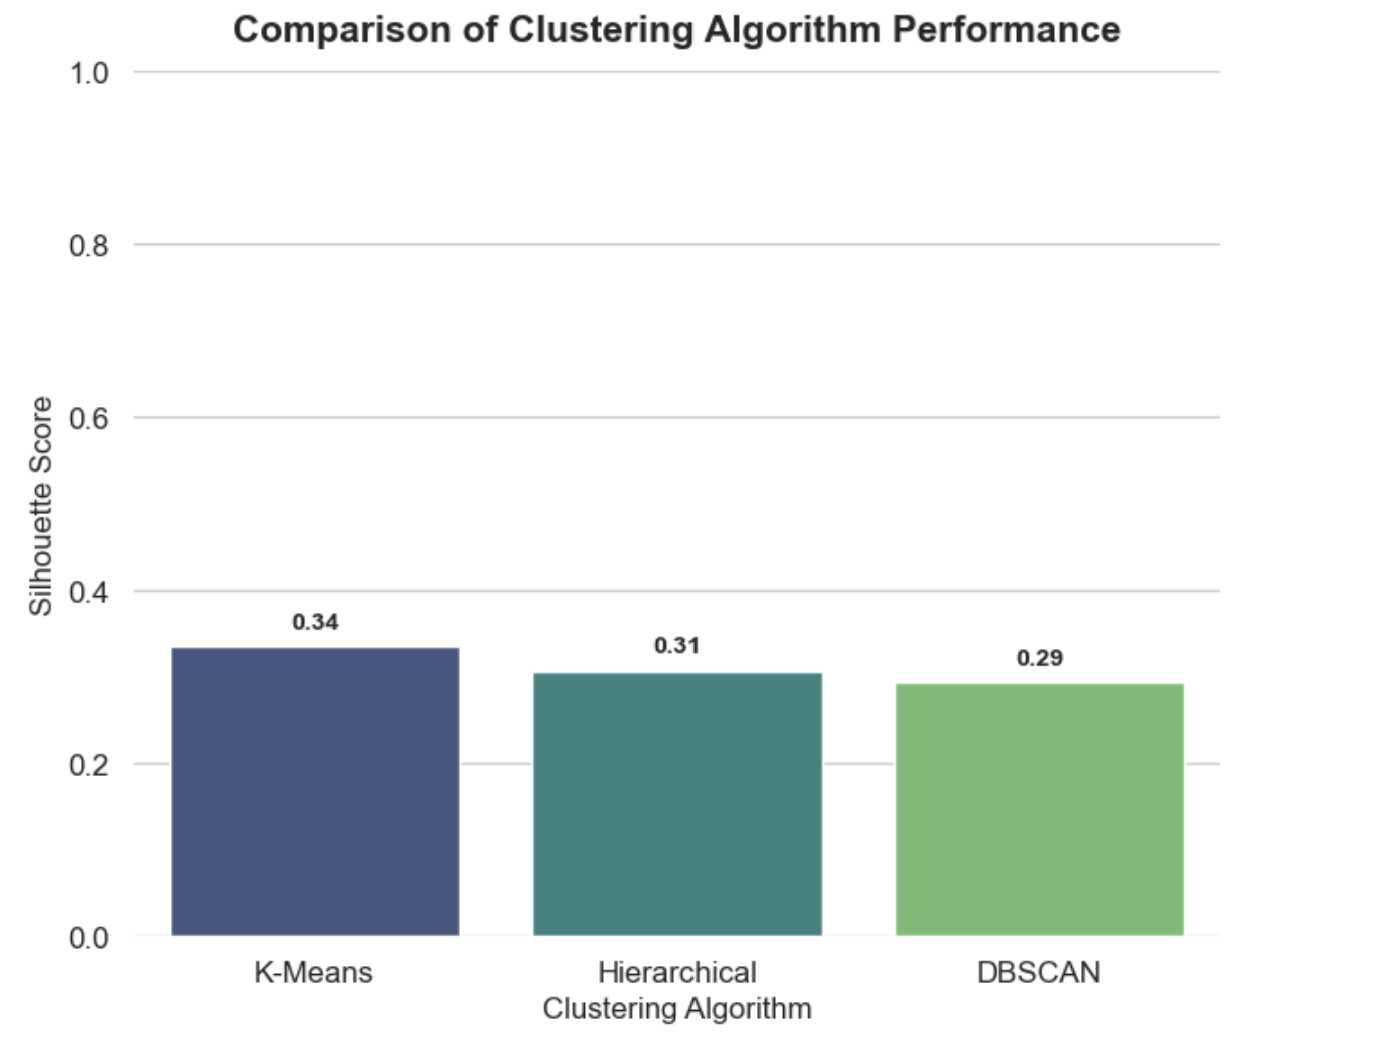 Comparison of Clustering Algorithm Performance
1.0
0.8
0.6
0.4
0.2
0.0
Silhouette Score
0.34
0.31
0.29
K-Means
Hierarchical
DBSCAN
Clustering Algorithm